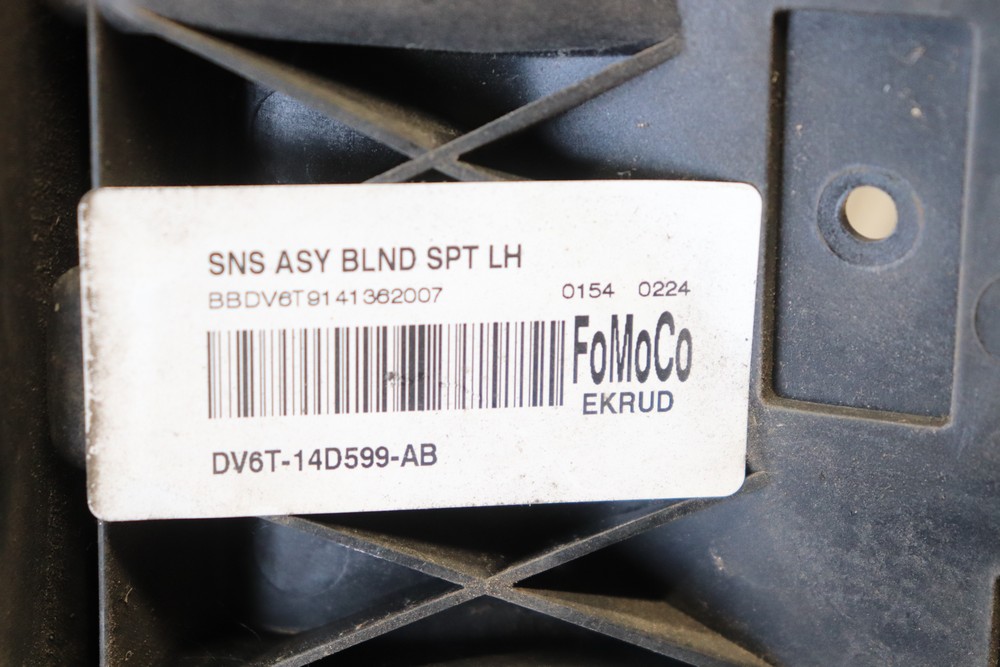 SNS ASY BLND SPT LH
BBDV6T9141362007 0154 0224
FoMoCo
EKRUD
DV6T-14D599-AB